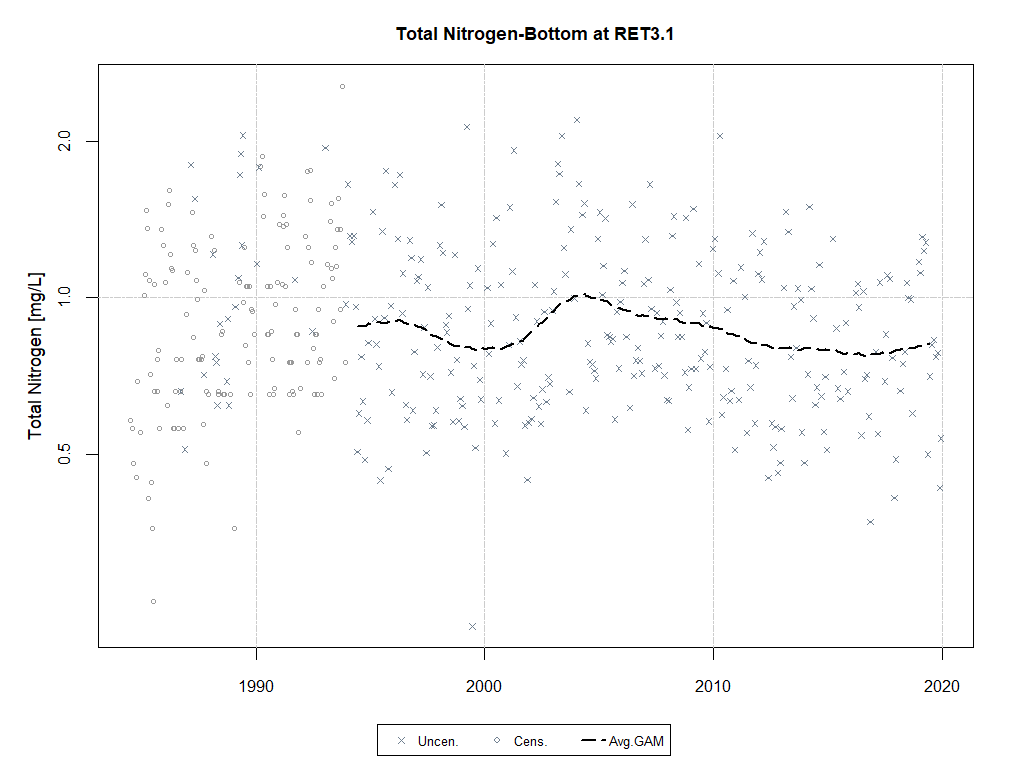 Total Nitrogen-Bottom at RET3.1
Total Nitrogen [mg/L]
2.0
1.0
0.5
1990 2000 2010 2020
Uncen. Cens. Avg.GAM